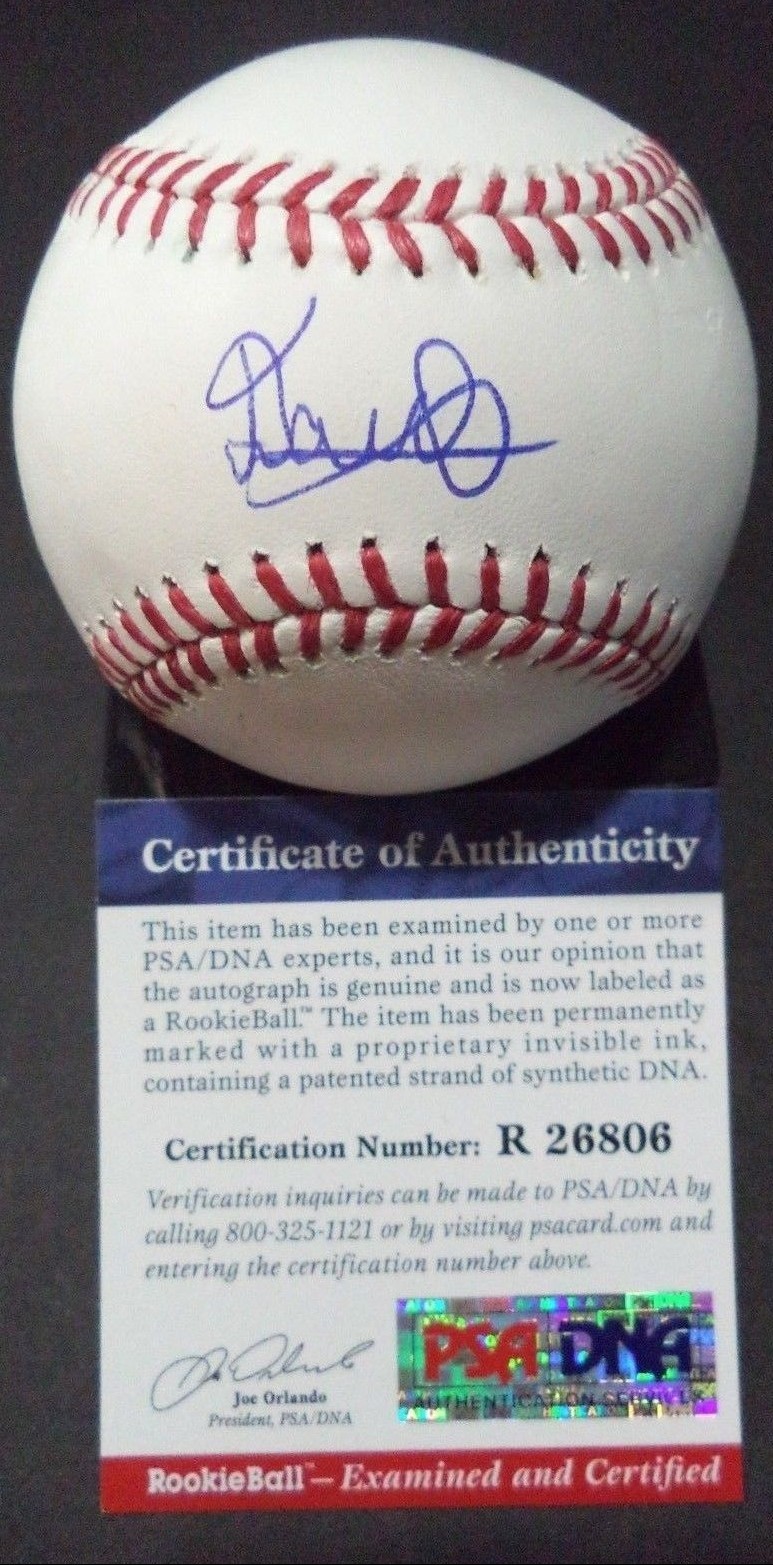 Certificate of Authenticity
This item has been examined by one or more
PSA/DNA experts, and it is our opinion that
the autograph is genuine and is now labeled as
a RookieBall.™ The item has been permanently
marked with a proprietary invisible ink,
containing a patented strand of synthetic DNA.
Certification Number: R 26806
Verification inquiries can be made to PSA/DNA by
calling 800-325-1121 or by visiting psacard.com and
entering the certification number above.
Joe Orlando
President, PSA/DNA
PSA DNA
AUTHENTICATION SERVICES
RookieBall™ – Examined and Certified